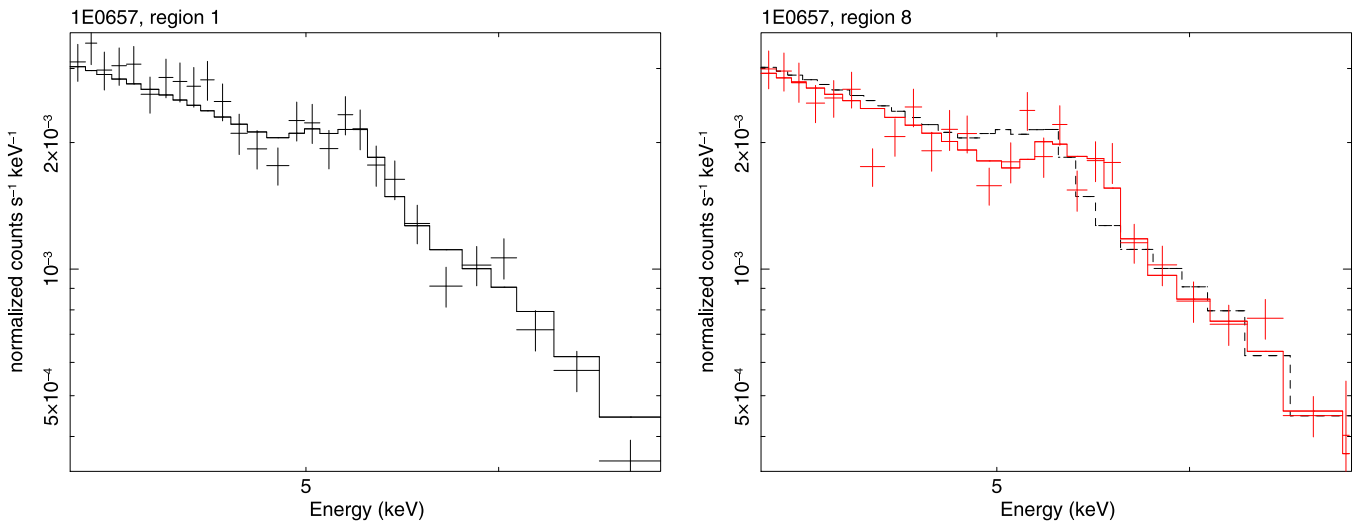 1E0657, region 1
normalized counts s⁻¹ keV⁻¹
2×10⁻³
10⁻³
5×10⁻⁴
5
Energy (keV)
1E0657, region 8
normalized counts s⁻¹ keV⁻¹
2×10⁻³
10⁻³
5×10⁻⁴
5
Energy (keV)